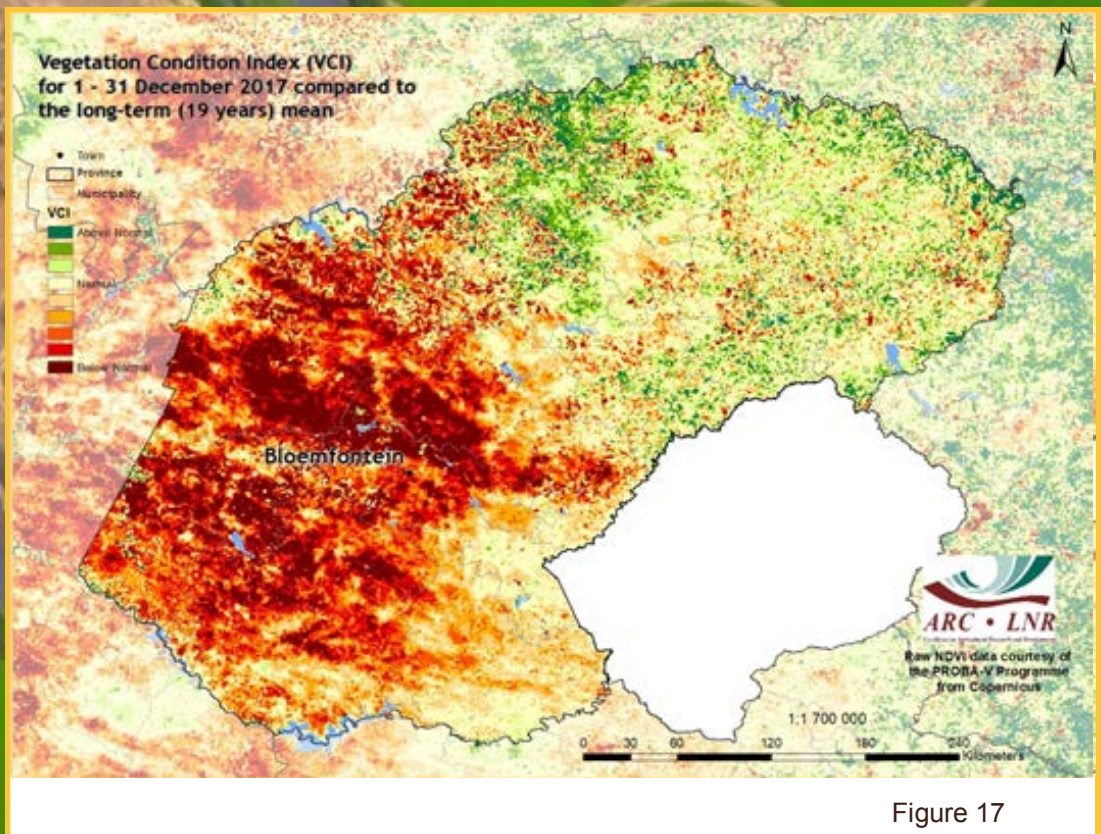 Vegetation Condition Index (VCI)
for 1 - 31 December 2017 compared to
the long-term (19 years) mean
N
Town
Province
Municipality
VCI
Above Normal
Normal
Below Normal
Bloemfontein
ARC • LNR
Raw NDVI data courtesy of
the PROBA-V Programme
from Copernicus
1:1 700 000
0 30 60 120 180 240
Kilometers
Figure 17